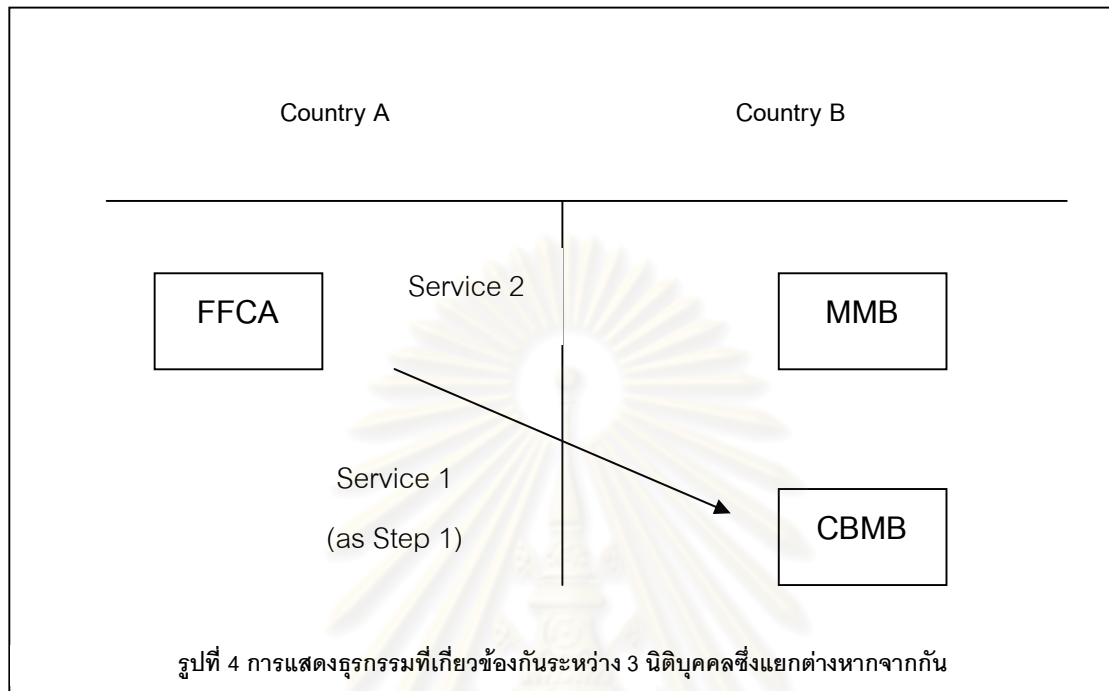 Country A
Country B
FFCA
Service 2
MMB
Service 1
(as Step 1)
CBMB
รูปที่ 4 การแสดงธุรกรรมที่เกี่ยวข้องกันระหว่าง 3 นิติบุคคลซึ่งแยกต่างหากจากกัน